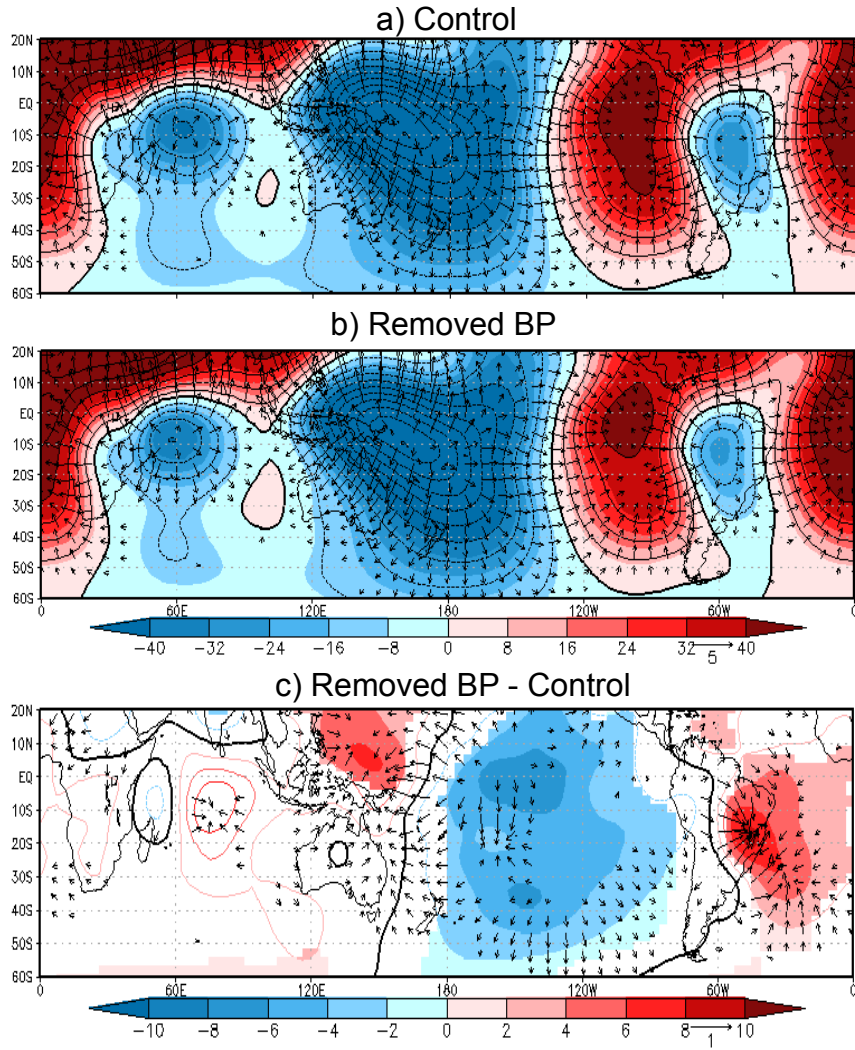 a) Control
20N
10N
EQ
10S
20S
30S
40S
50S
60S
b) Removed BP
20N
10N
EQ
10S
20S
30S
40S
50S
60S
0 60E 120E 180 120W 60W 0
−40 −32 −24 −16 −8 0 8 16 24 32 40
5
c) Removed BP - Control
20N
10N
EQ
10S
20S
30S
40S
50S
60S
0 60E 120E 180 120W 60W 0
−10 −8 −6 −4 −2 0 2 4 6 8 10
1